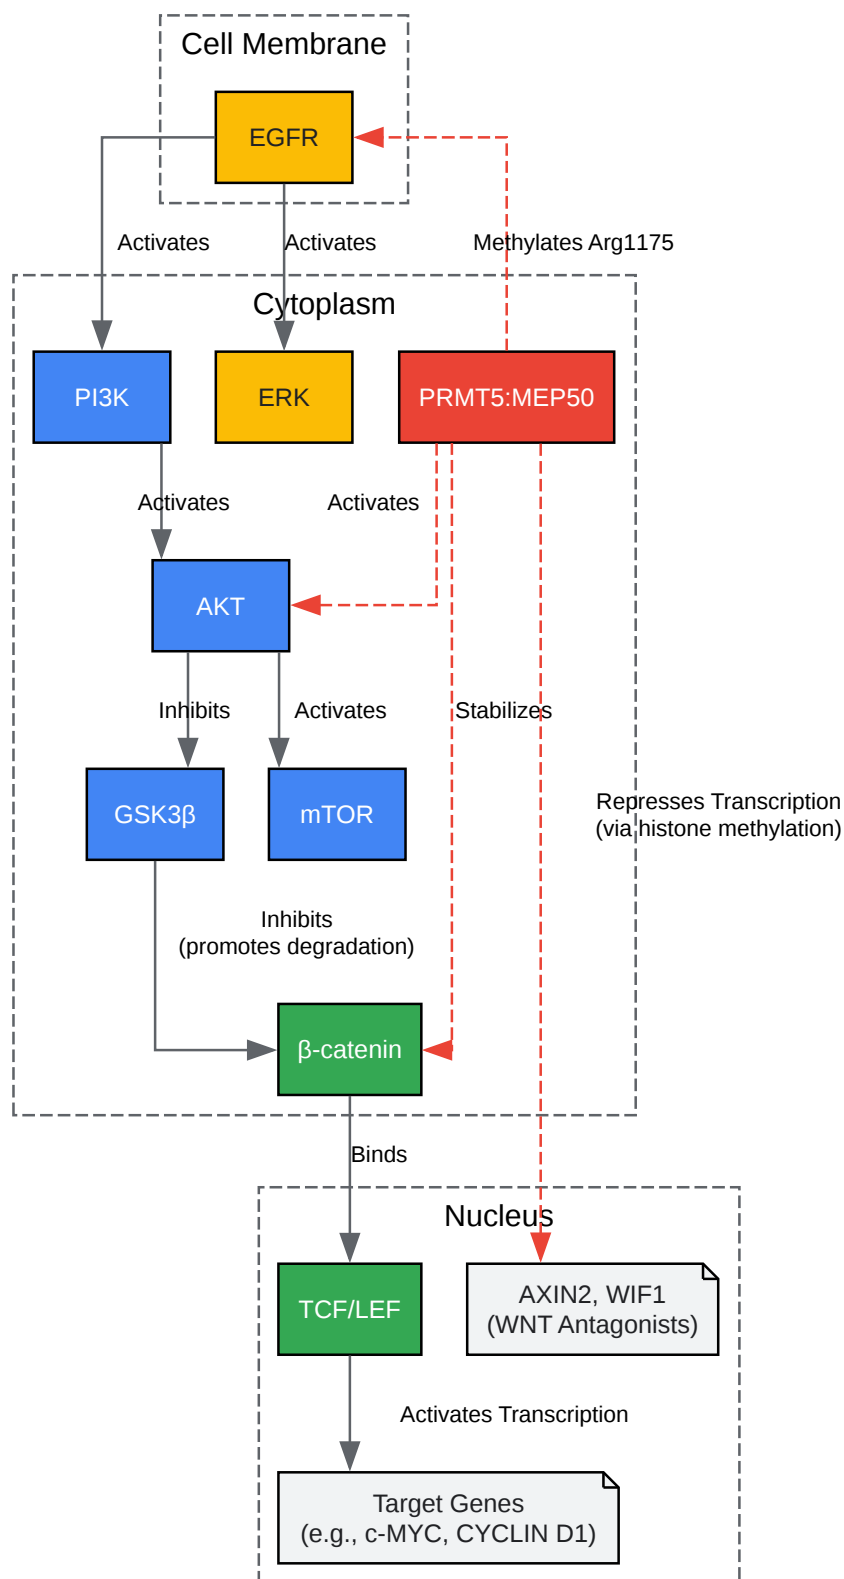 Cell Membrane
EGFR
Activates
Activates
Methylates Arg1175
Cytoplasm
PI3K
ERK
PRMT5:MEP50
Activates
Activates
AKT
Inhibits
Activates
Stabilizes
GSK3β
mTOR
Represses Transcription
(via histone methylation)
Inhibits
(promotes degradation)
β-catenin
Binds
Nucleus
TCF/LEF
AXIN2, WIF1
(WNT Antagonists)
Activates Transcription
Target Genes
(e.g., c-MYC, CYCLIN D1)